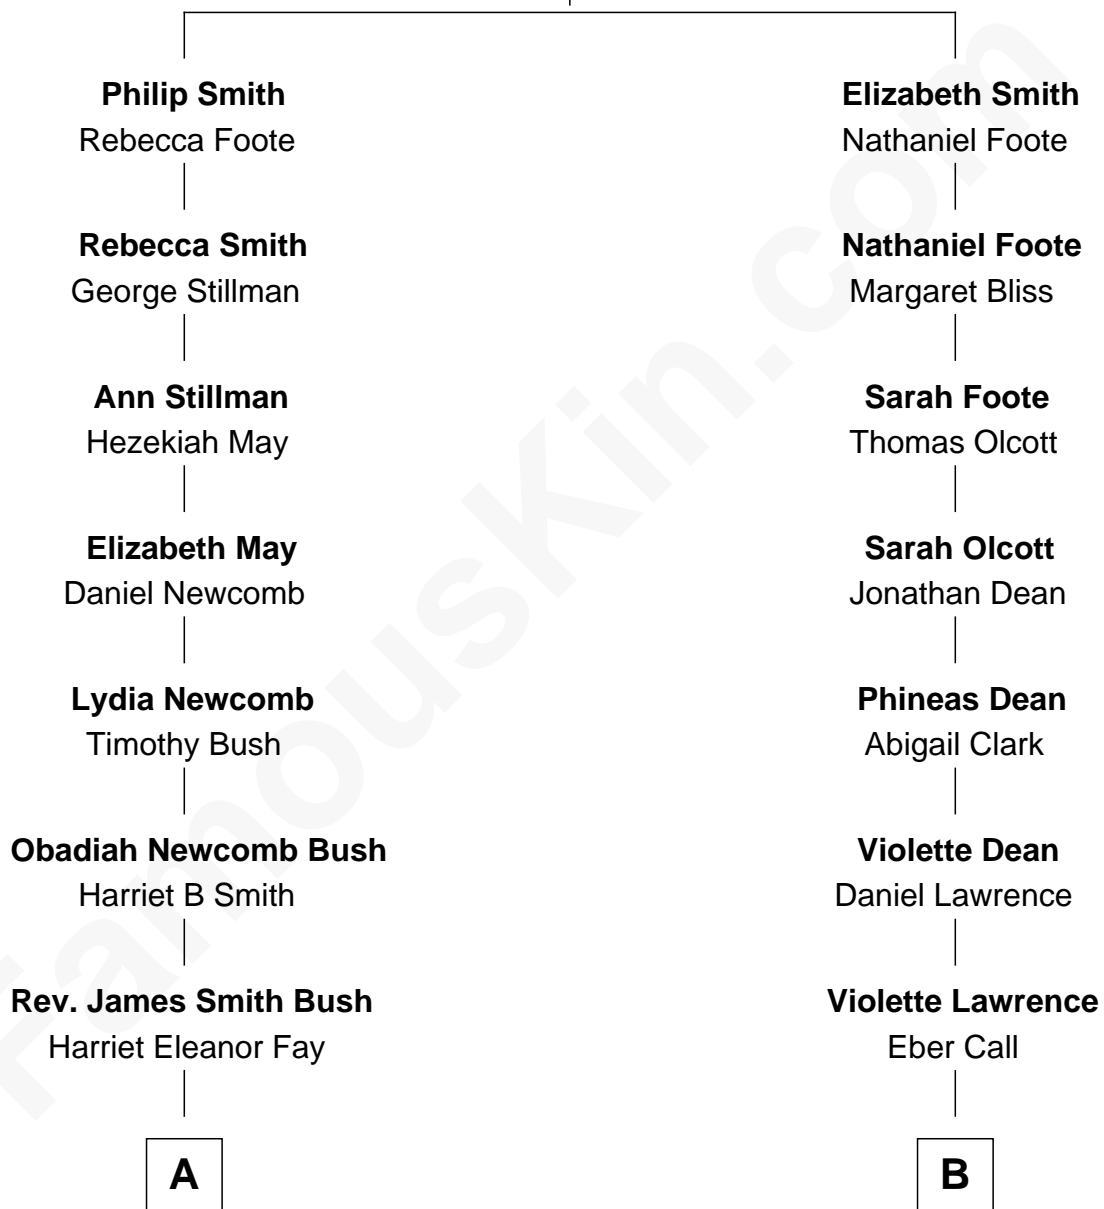 Philip Smith
Rebecca Foote
Elizabeth Smith
Nathaniel Foote
Rebecca Smith
George Stillman
Nathaniel Foote
Margaret Bliss
Ann Stillman
Hezekiah May
Sarah Foote
Thomas Olcott
Elizabeth May
Daniel Newcomb
Sarah Olcott
Jonathan Dean
Lydia Newcomb
Timothy Bush
Phineas Dean
Abigail Clark
Obadiah Newcomb Bush
Harriet B Smith
Violette Dean
Daniel Lawrence
Rev. James Smith Bush
Harriet Eleanor Fay
Violette Lawrence
Eber Call
A
B
FamousKin.com